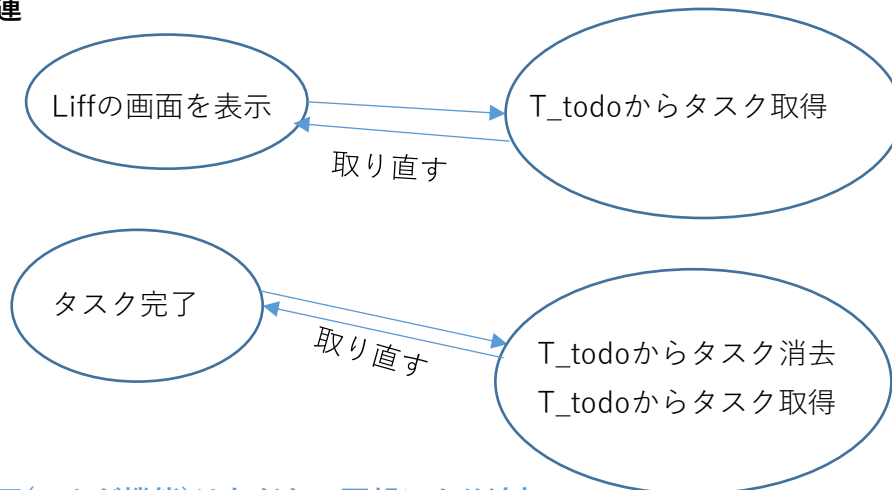 連
Liffの画面を表示
T_todoからタスク取得
取り直す
タスク完了
取り直す
T_todoからタスク消去
T_todoからタスク取得